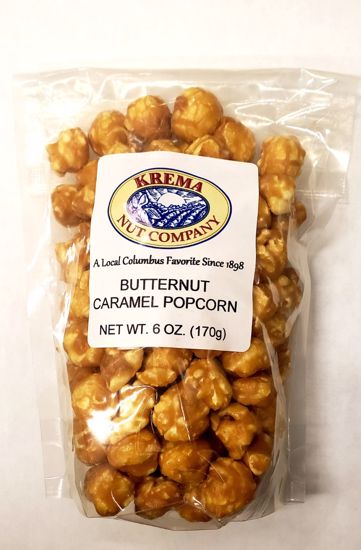 KREMA
NUT COMPANY
A Local Columbus Favorite Since 1898
BUTTERNUT
CARAMEL POPCORN
NET WT. 6 OZ. (170g)